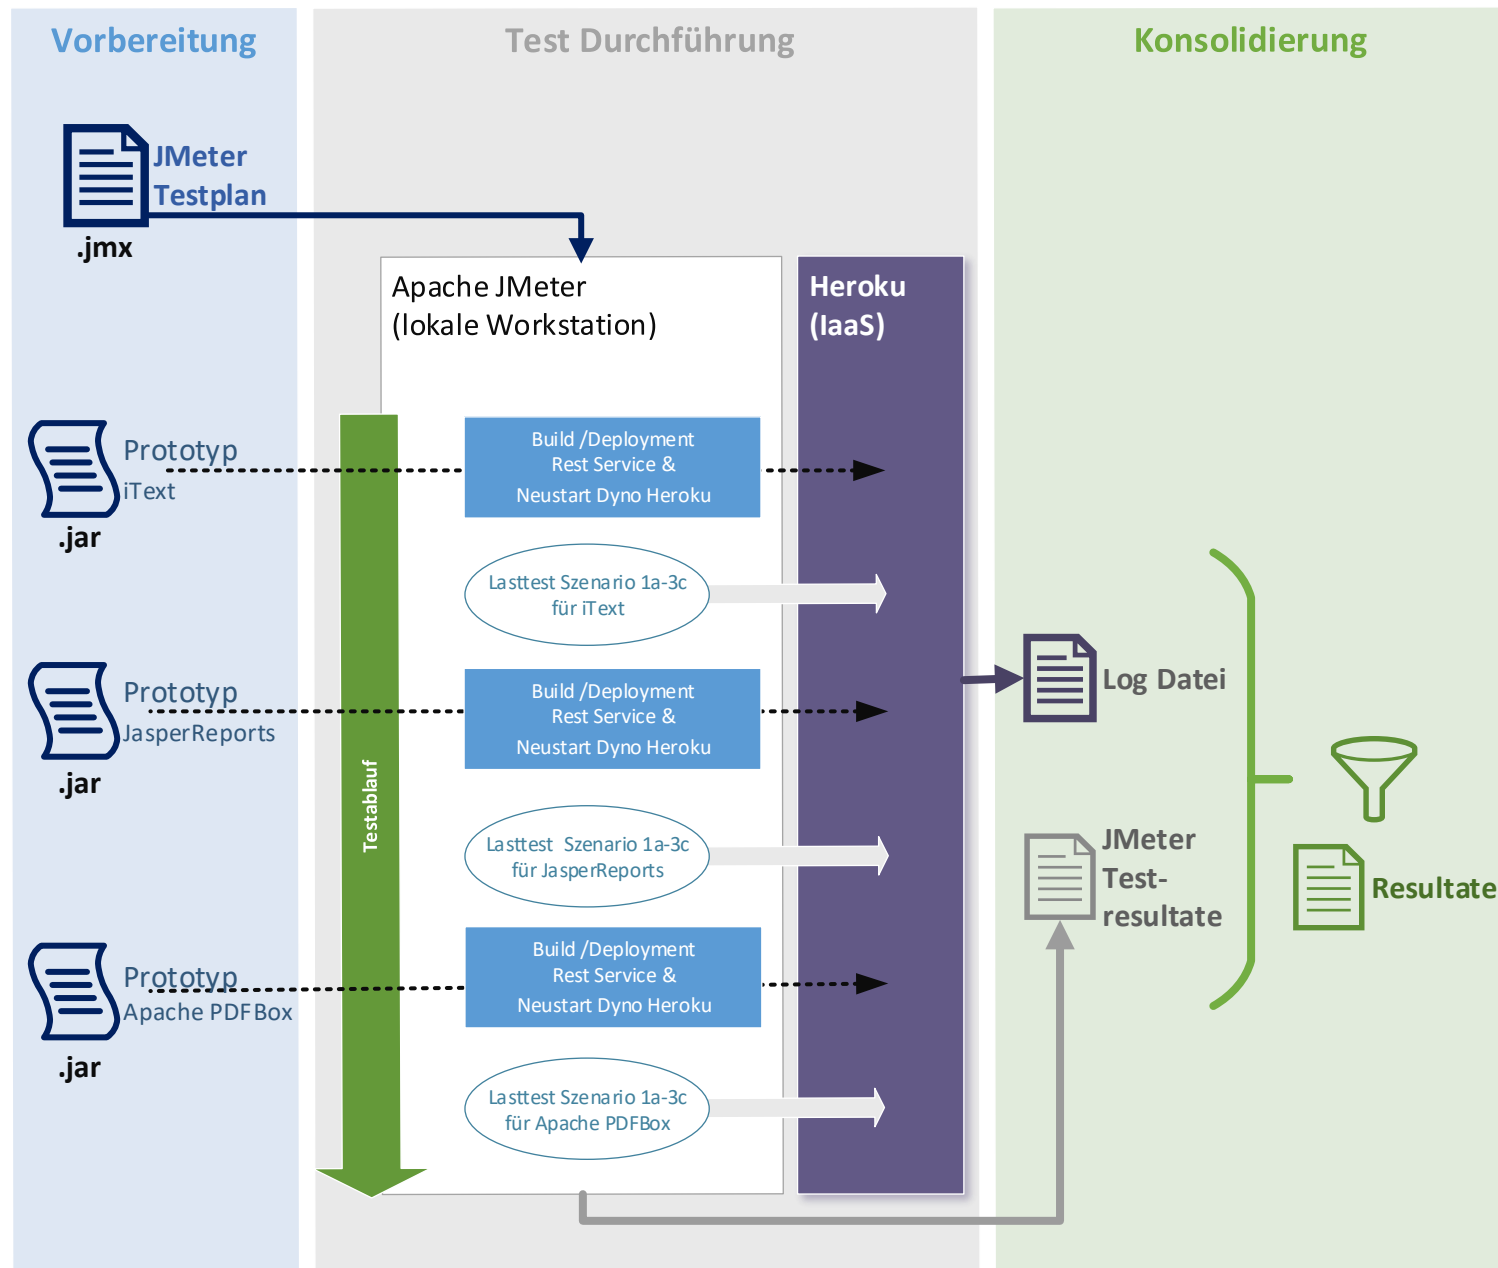 Vorbereitung
Test Durchführung
Konsolidierung
JMeter
Testplan
.jmx
Apache JMeter
(lokale Workstation)
Heroku
(IaaS)
Prototyp
iText
.jar
Build /Deployment
Rest Service &
Neustart Dyno Heroku
Lasttest Szenario 1a-3c
für iText
Prototyp
JasperReports
.jar
Build /Deployment
Rest Service &
Neustart Dyno Heroku
Log Datei
Testablauf
Lasttest Szenario 1a-3c
für JasperReports
JMeter
Test-
resultate
Resultate
Prototyp
Apache PDFBox
.jar
Build /Deployment
Rest Service &
Neustart Dyno Heroku
Lasttest Szenario 1a-3c
für Apache PDFBox